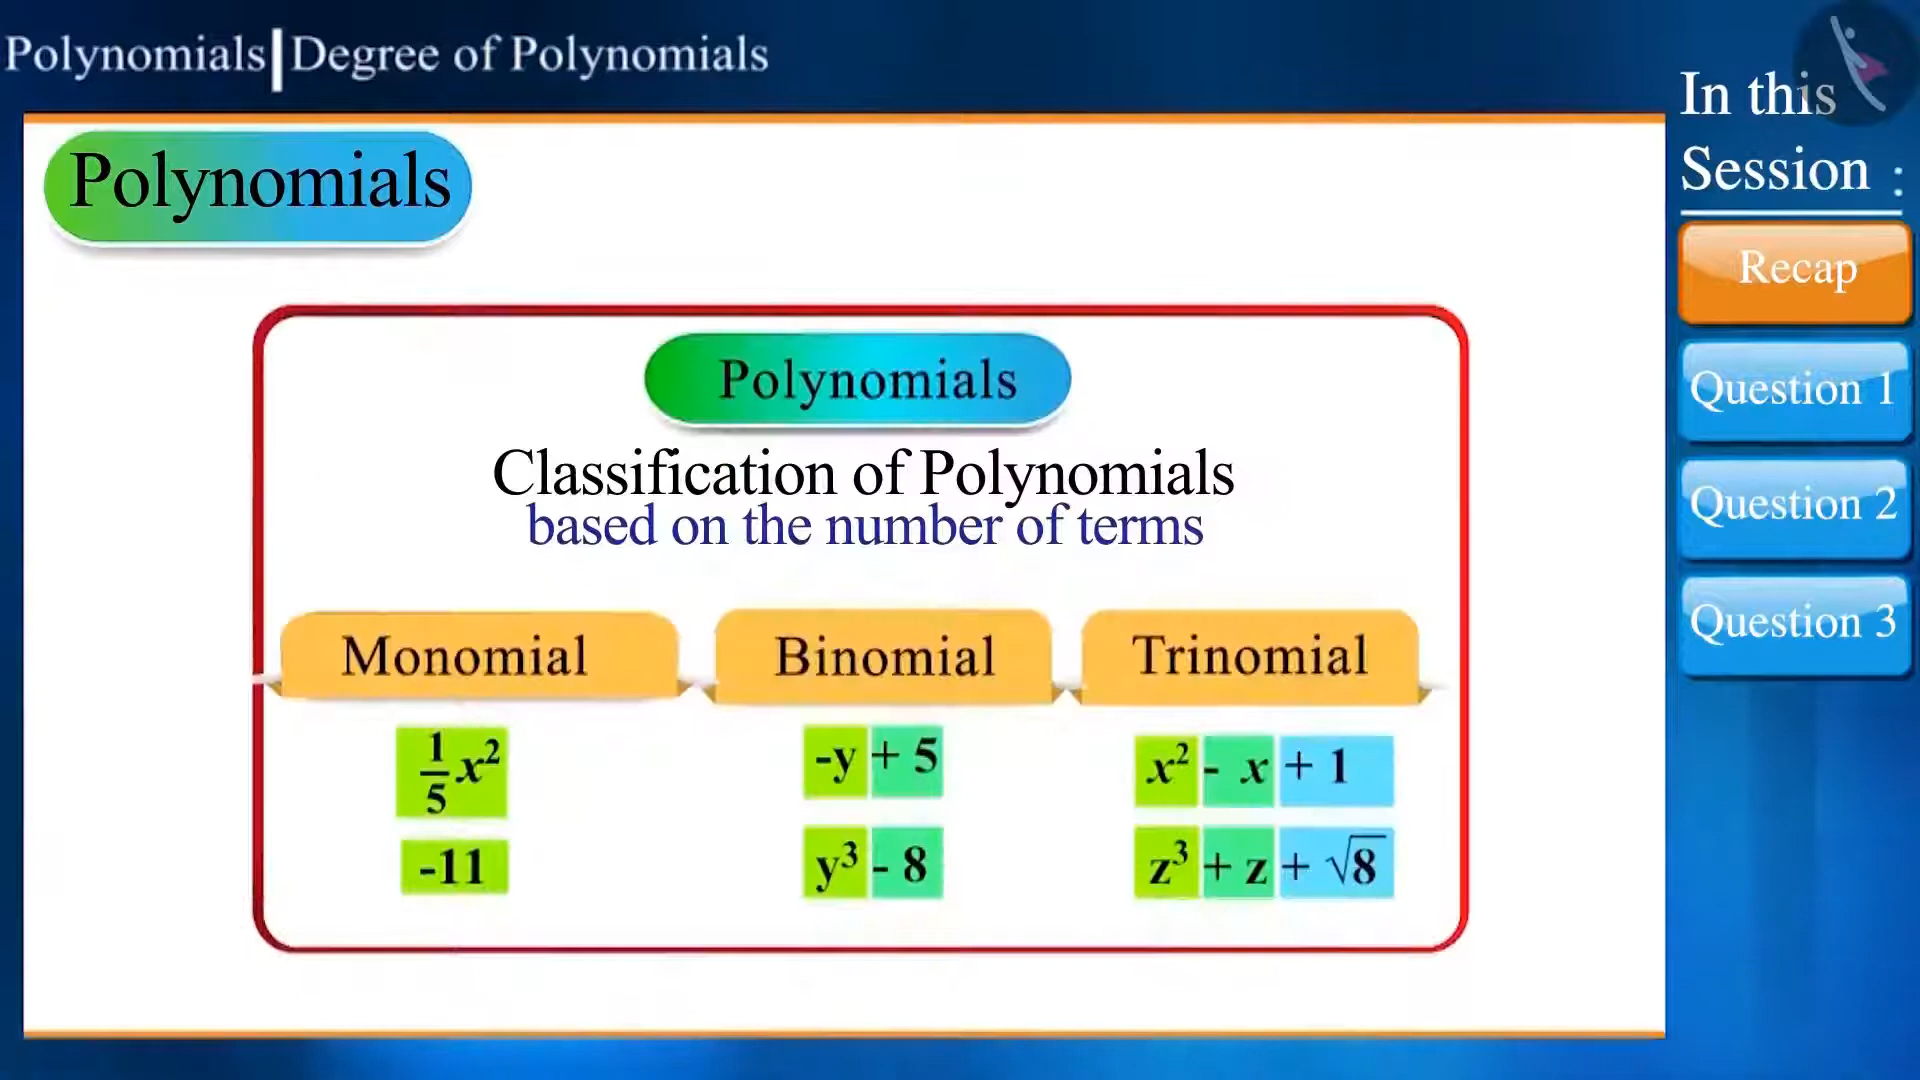 Polynomials|Degree of Polynomials
In this
Session :
Polynomials
Recap
Question 1
Question 2
Question 3
Polynomials
Classification of Polynomials
based on the number of terms
Monomial Binomial Trinomial
1/5 x² -y + 5 x² - x + 1
-11 y³ - 8 z³ + z + √8